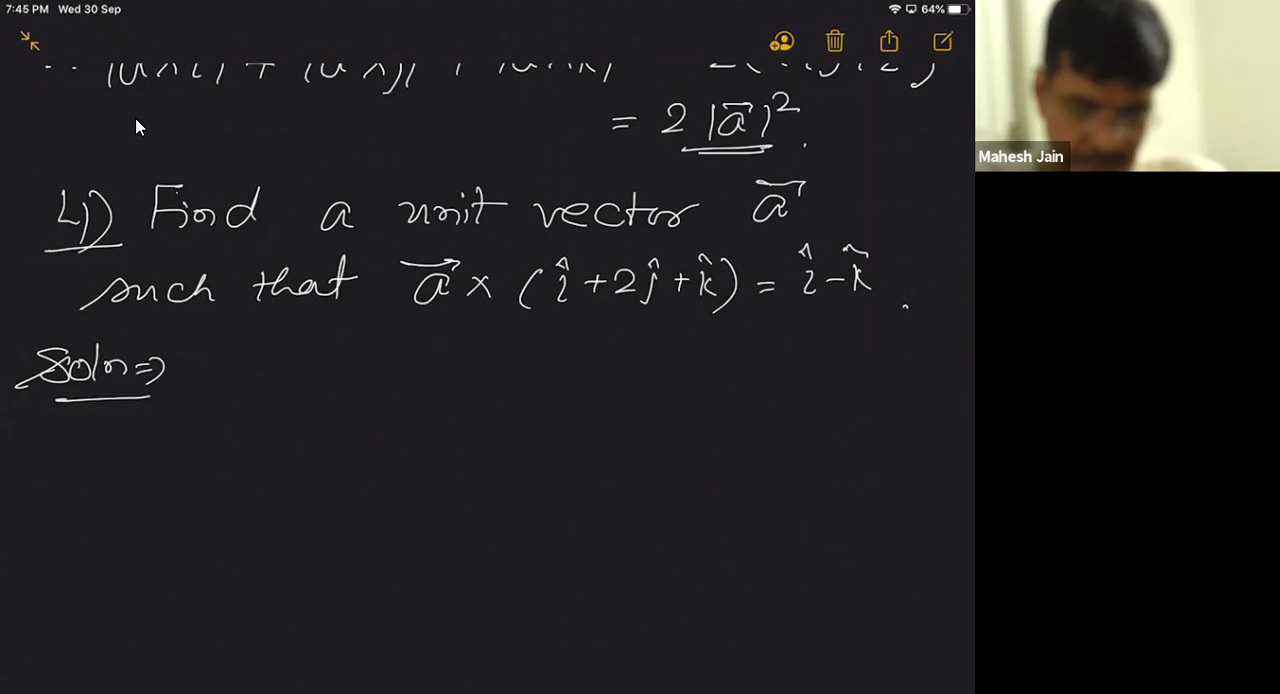 7:45 PM Wed 30 Sep
64%
= 2 |a⃗|².
4) Find a unit vector a⃗
such that a⃗ × (î + 2ĵ + k̂) = î - k̂.
Soln ⇒
Mahesh Jain